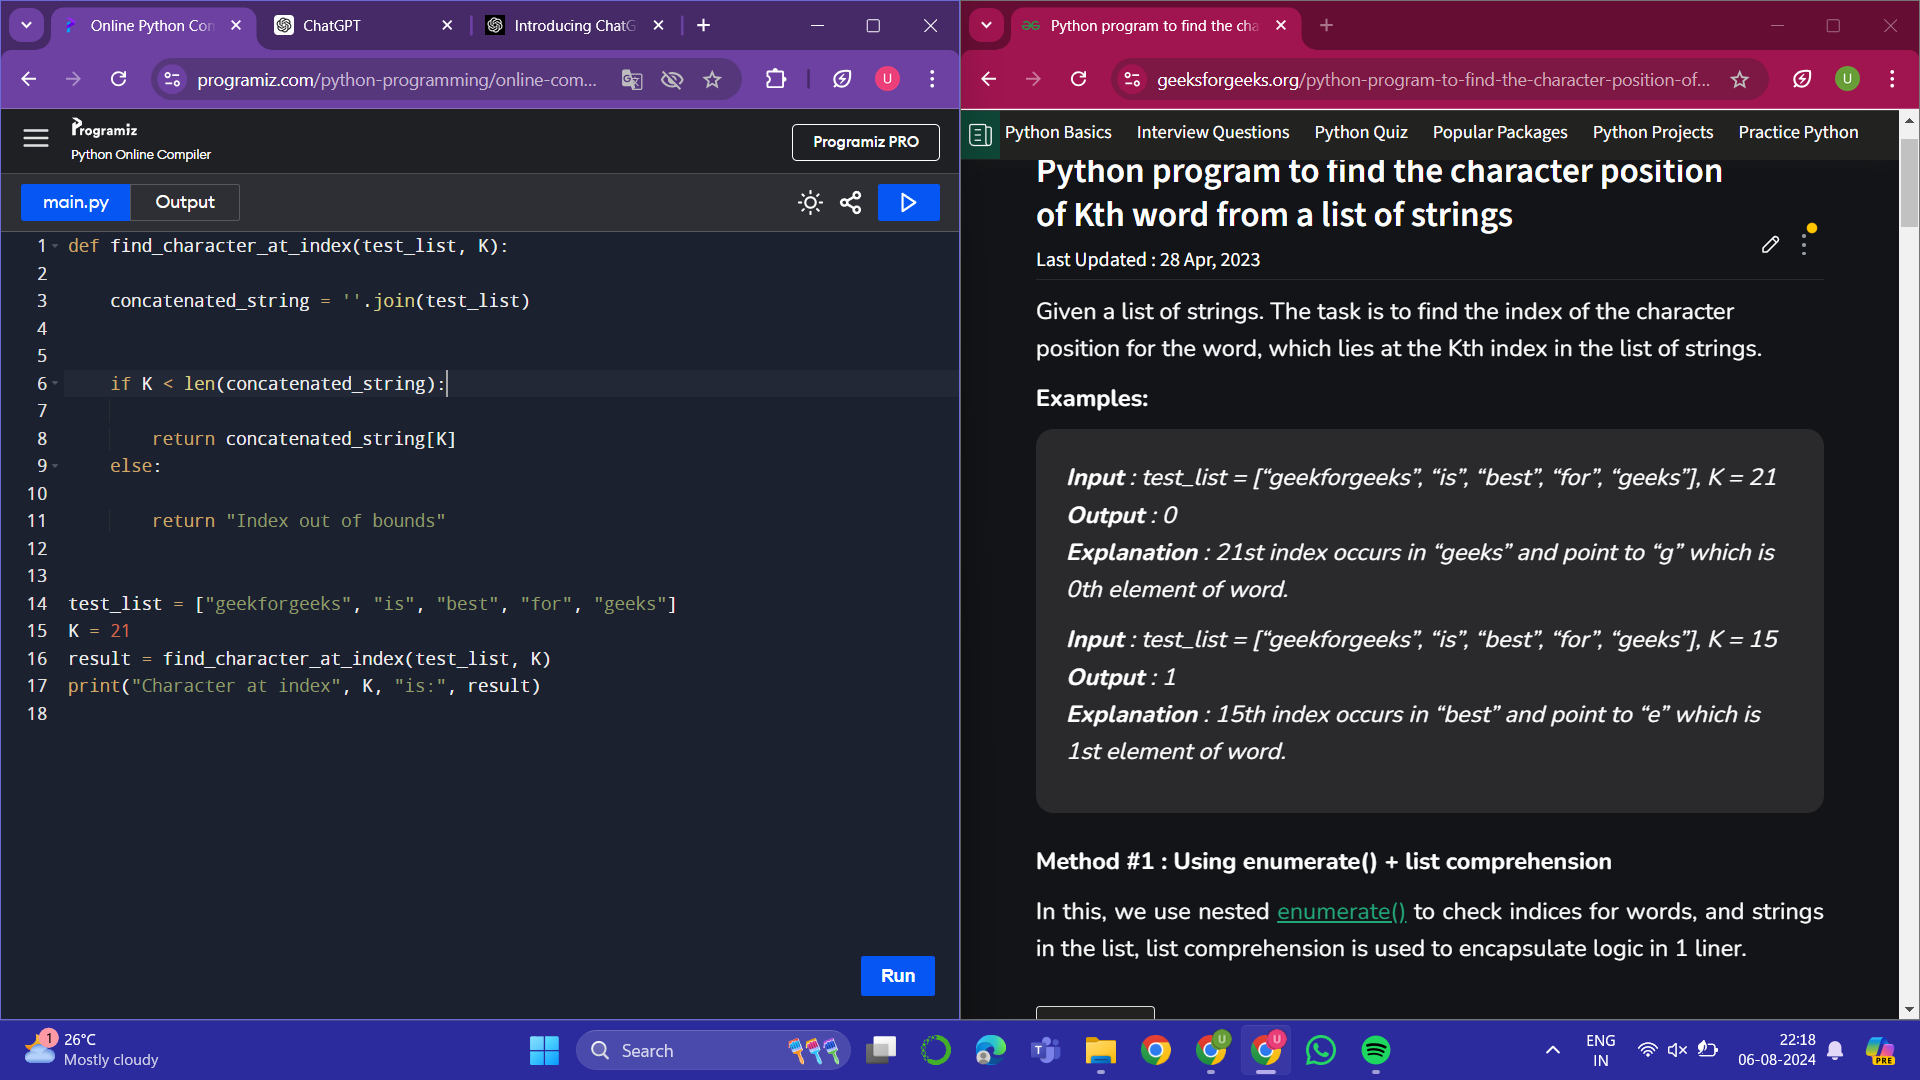 Online Python Con
ChatGPT
Introducing ChatG
programiz.com/python-programming/online-com...
U
Programiz
Python Online Compiler
Programiz PRO
main.py
Output
1 def find_character_at_index(test_list, K):
2
3 concatenated_string = ''.join(test_list)
4
5
6 if K < len(concatenated_string):
7
8 return concatenated_string[K]
9 else:
10
11 return "Index out of bounds"
12
13
14 test_list = ["geekforgeeks", "is", "best", "for", "geeks"]
15 K = 21
16 result = find_character_at_index(test_list, K)
17 print("Character at index", K, "is:", result)
18
Run
Python program to find the cha
geeksforgeeks.org/python-program-to-find-the-character-position-of...
U
Python Basics Interview Questions Python Quiz Popular Packages Python Projects Practice Python
Python program to find the character position
of Kth word from a list of strings
Last Updated : 28 Apr, 2023
Given a list of strings. The task is to find the index of the character
position for the word, which lies at the Kth index in the list of strings.
Examples:
Input : test_list = [“geekforgeeks”, “is”, “best”, “for”, “geeks”], K = 21
Output : 0
Explanation : 21st index occurs in “geeks” and point to “g” which is
0th element of word.
Input : test_list = [“geekforgeeks”, “is”, “best”, “for”, “geeks”], K = 15
Output : 1
Explanation : 15th index occurs in “best” and point to “e” which is
1st element of word.
Method #1 : Using enumerate() + list comprehension
In this, we use nested enumerate() to check indices for words, and strings
in the list, list comprehension is used to encapsulate logic in 1 liner.
1
26°C
Mostly cloudy
Search
U
U
ENG
IN
22:18
06-08-2024
PRE